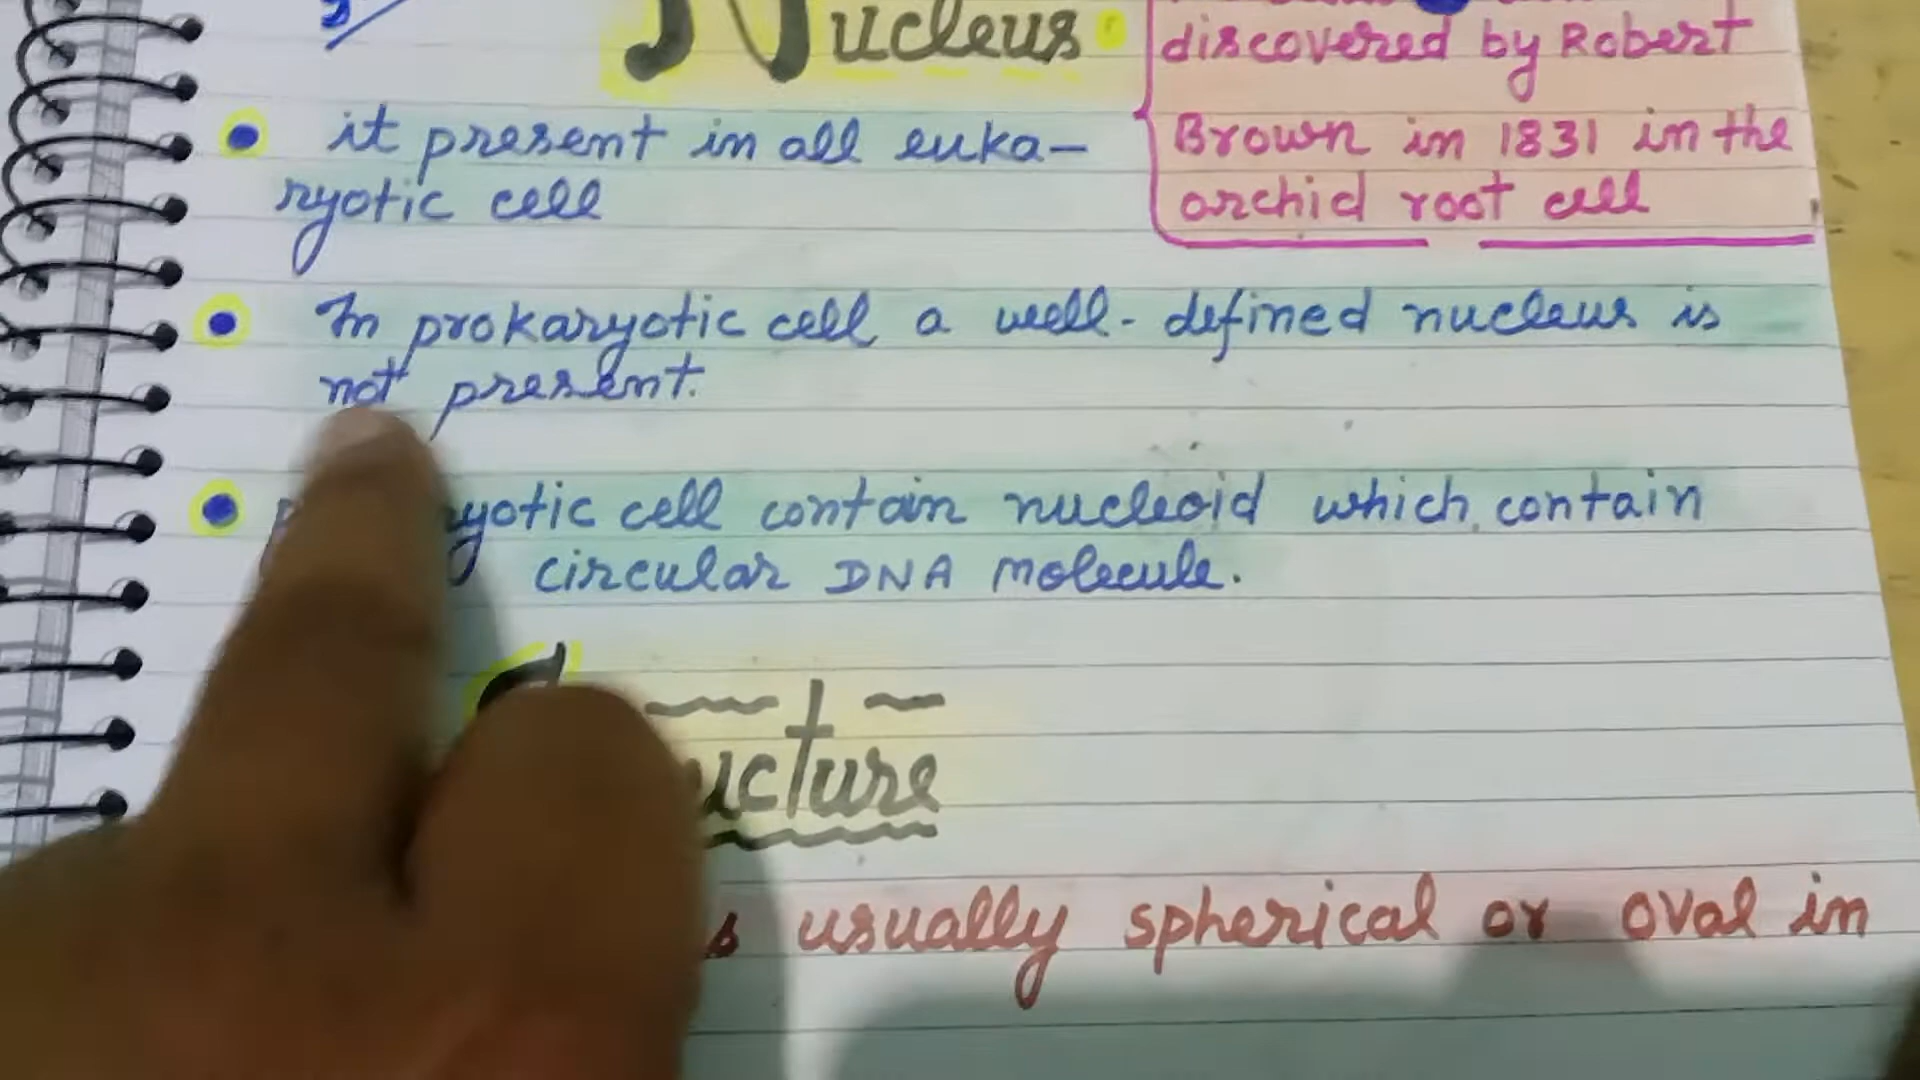 Nucleus
discovered by Robert
Brown in 1831 in the
orchid root cell
it present in all euka-
ryotic cell
In prokaryotic cell a well-defined nucleus is
not present.
yotic cell contain nucleoid which contain
circular DNA molecule.
ucture
usually spherical or oval in